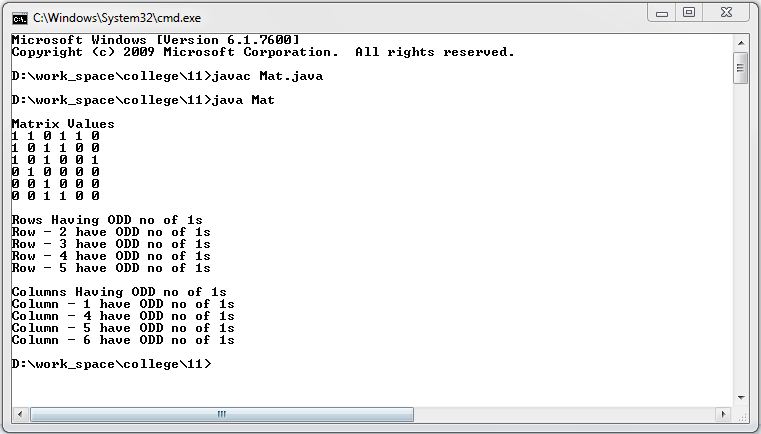 C:\Windows\System32\cmd.exe
Microsoft Windows [Version 6.1.7600]
Copyright (c) 2009 Microsoft Corporation.  All rights reserved.
D:\work_space\college\11>javac Mat.java
D:\work_space\college\11>java Mat
Matrix Values
1 1 0 1 1 0
1 0 1 1 0 0
1 0 1 0 0 1
0 1 0 0 0 0
0 0 1 0 0 0
0 0 1 1 0 0
Rows Having ODD no of 1s
Row - 2 have ODD no of 1s
Row - 3 have ODD no of 1s
Row - 4 have ODD no of 1s
Row - 5 have ODD no of 1s
Columns Having ODD no of 1s
Column - 1 have ODD no of 1s
Column - 4 have ODD no of 1s
Column - 5 have ODD no of 1s
Column - 6 have ODD no of 1s
D:\work_space\college\11>